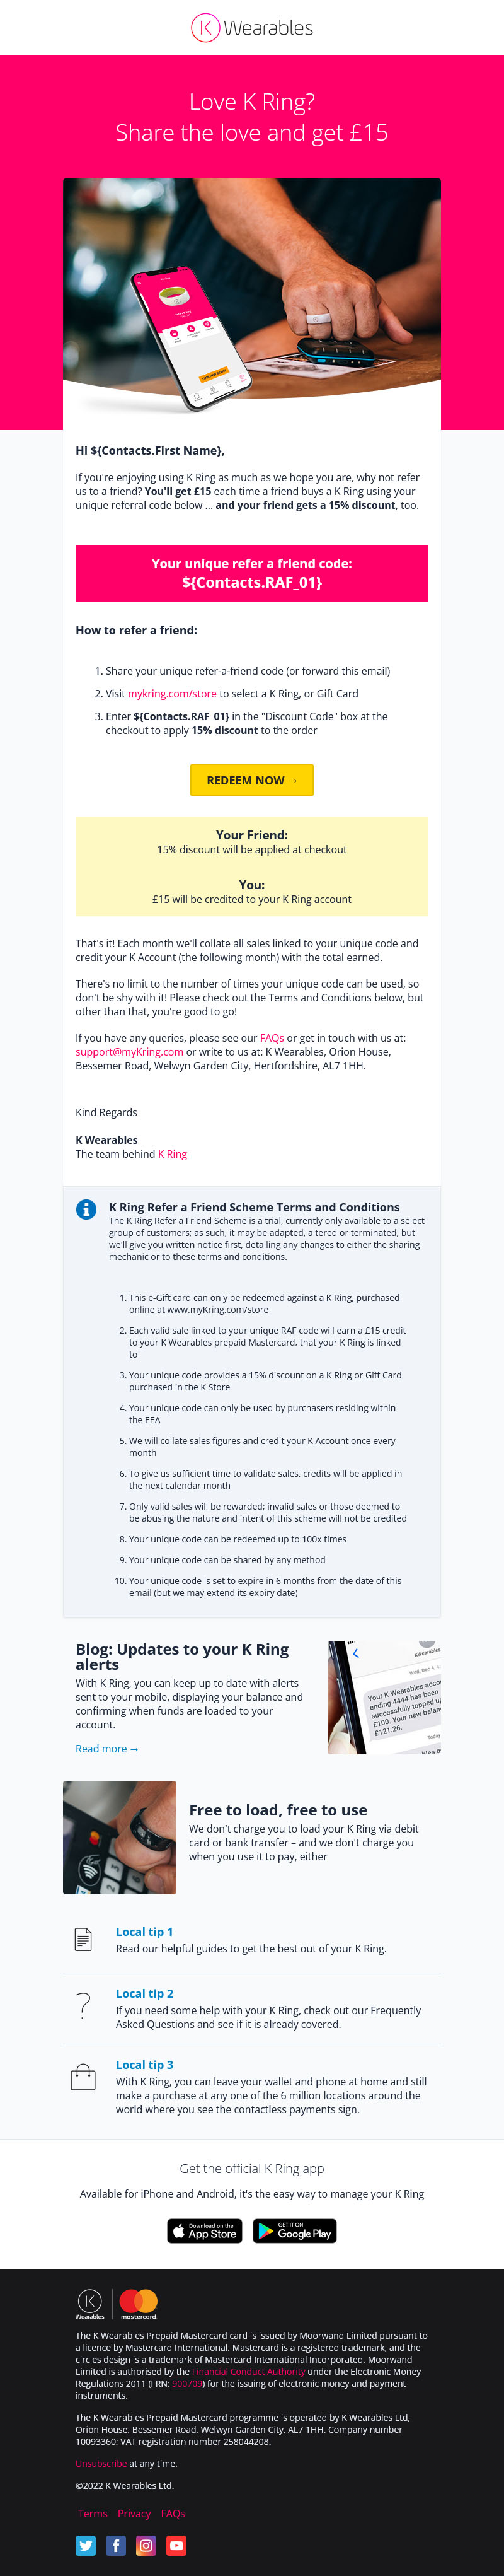 K Wearables
Love K Ring?
Share the love and get £15
Hi ${Contacts.First Name},
If you're enjoying using K Ring as much as we hope you are, why not refer
us to a friend? You'll get £15 each time a friend buys a K Ring using your
unique referral code below ... and your friend gets a 15% discount, too.
Your unique refer a friend code:
${Contacts.RAF_01}
How to refer a friend:
1. Share your unique refer-a-friend code (or forward this email)
2. Visit mykring.com/store to select a K Ring, or Gift Card
3. Enter ${Contacts.RAF_01} in the "Discount Code" box at the
checkout to apply 15% discount to the order
REDEEM NOW →
Your Friend:
15% discount will be applied at checkout
You:
£15 will be credited to your K Ring account
That's it! Each month we'll collate all sales linked to your unique code and
credit your K Account (the following month) with the total earned.
There's no limit to the number of times your unique code can be used, so
don't be shy with it! Please check out the Terms and Conditions below, but
other than that, you're good to go!
If you have any queries, please see our FAQs or get in touch with us at:
support@myKring.com or write to us at: K Wearables, Orion House,
Bessemer Road, Welwyn Garden City, Hertfordshire, AL7 1HH.
Kind Regards
K Wearables
The team behind K Ring
K Ring Refer a Friend Scheme Terms and Conditions
The K Ring Refer a Friend Scheme is a trial, currently only available to a select
group of customers; as such, it may be adapted, altered or terminated, but
we'll give you written notice first, detailing any changes to either the sharing
mechanic or to these terms and conditions.
1. This e-Gift card can only be redeemed against a K Ring, purchased
online at www.myKring.com/store
2. Each valid sale linked to your unique RAF code will earn a £15 credit
to your K Wearables prepaid Mastercard, that your K Ring is linked
to
3. Your unique code provides a 15% discount on a K Ring or Gift Card
purchased in the K Store
4. Your unique code can only be used by purchasers residing within
the EEA
5. We will collate sales figures and credit your K Account once every
month
6. To give us sufficient time to validate sales, credits will be applied in
the next calendar month
7. Only valid sales will be rewarded; invalid sales or those deemed to
be abusing the nature and intent of this scheme will not be credited
8. Your unique code can be redeemed up to 100x times
9. Your unique code can be shared by any method
10. Your unique code is set to expire in 6 months from the date of this
email (but we may extend its expiry date)
Blog: Updates to your K Ring
alerts
With K Ring, you can keep up to date with alerts
sent to your mobile, displaying your balance and
confirming when funds are loaded to your
account.
Read more →
KWearables
Wed, Dec 4,
Your K Wearables acco
ending 4444 has been
successfully topped u
£100. Your new balan
£121.26.
Today
Free to load, free to use
We don't charge you to load your K Ring via debit
card or bank transfer – and we don't charge you
when you use it to pay, either
Local tip 1
Read our helpful guides to get the best out of your K Ring.
Local tip 2
If you need some help with your K Ring, check out our Frequently
Asked Questions and see if it is already covered.
Local tip 3
With K Ring, you can leave your wallet and phone at home and still
make a purchase at any one of the 6 million locations around the
world where you see the contactless payments sign.
Get the official K Ring app
Available for iPhone and Android, it's the easy way to manage your K Ring
Download on the
App Store
GET IT ON
Google Play
K
Wearables
mastercard.
The K Wearables Prepaid Mastercard card is issued by Moorwand Limited pursuant to
a licence by Mastercard International. Mastercard is a registered trademark, and the
circles design is a trademark of Mastercard International Incorporated. Moorwand
Limited is authorised by the Financial Conduct Authority under the Electronic Money
Regulations 2011 (FRN: 900709) for the issuing of electronic money and payment
instruments.
The K Wearables Prepaid Mastercard programme is operated by K Wearables Ltd,
Orion House, Bessemer Road, Welwyn Garden City, AL7 1HH. Company number
10093360; VAT registration number 258044208.
Unsubscribe at any time.
©2022 K Wearables Ltd.
Terms Privacy FAQs